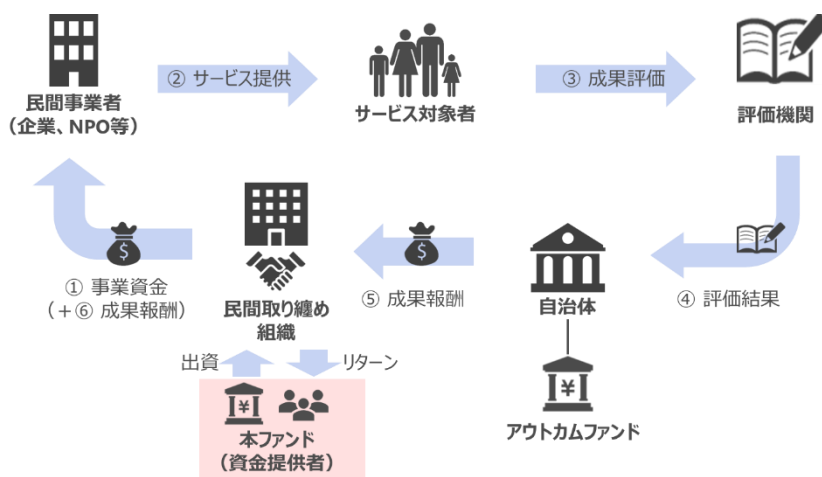 ② サービス提供
③ 成果評価
民間事業者
（企業、NPO等）
サービス対象者
評価機関
$
$
① 事業資金
（＋⑥ 成果報酬）
民間取り纏め
組織
⑤ 成果報酬
自治体
④ 評価結果
出資
リターン
¥
本ファンド
（資金提供者）
¥
アウトカムファンド